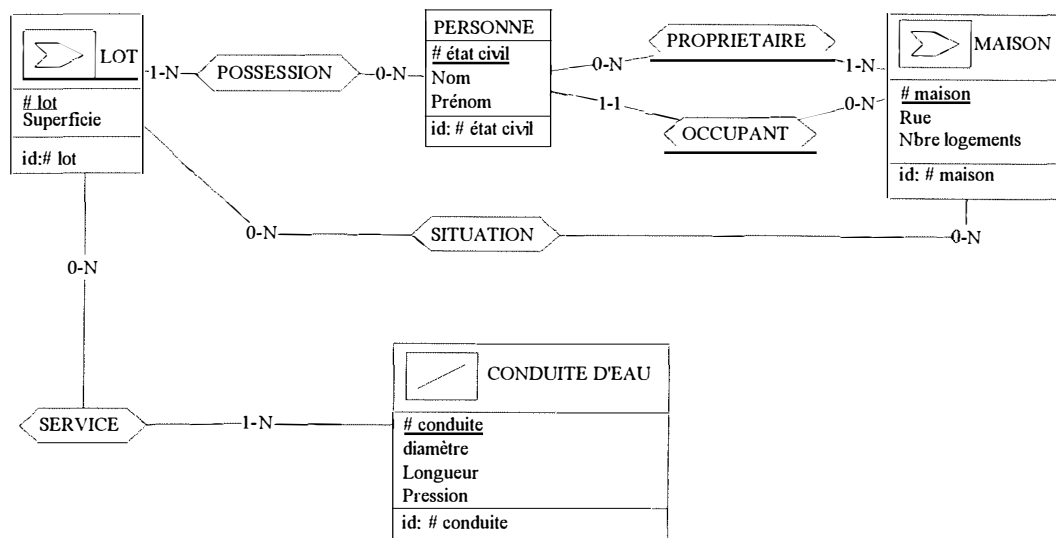 LOT
# lot
Superficie
id:# lot
1-N
POSSESSION
0-N
PERSONNE
# état civil
Nom
Prénom
id: # état civil
0-N
PROPRIETAIRE
1-N
1-1
OCCUPANT
0-N
MAISON
# maison
Rue
Nbre logements
id: # maison
0-N
SITUATION
0-N
0-N
SERVICE
1-N
CONDUITE D'EAU
# conduite
diamètre
Longueur
Pression
id: # conduite